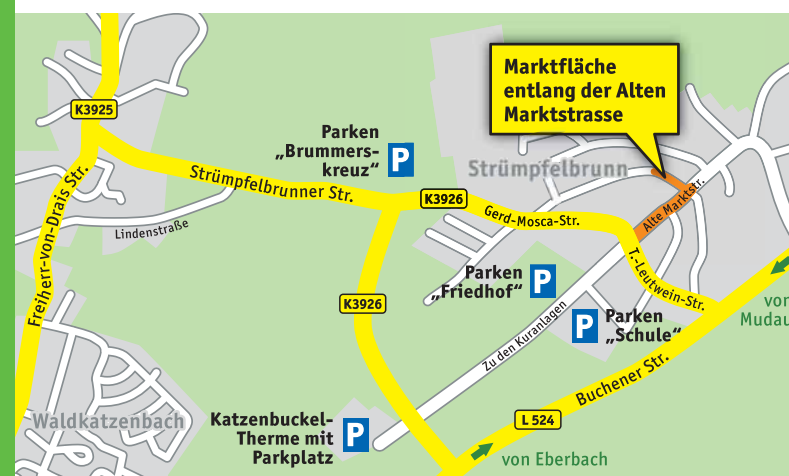 Marktfläche
entlang der Alten
Marktstrasse
K3925
Parken
„Brummers-
kreuz“
P
Strümpfelbrunn
Strümpfelbrunner Str.
K3926
Gerd-Mosca-Str.
Alte Marktstr.
Freiherr-von-Drais Str.
Lindenstraße
T.-Leutwein-Str.
Parken
„Friedhof“
P
K3926
von
Mudau
P
Parken
„Schule“
Zu den Kuranlagen
Buchener Str.
Waldkatzenbach
Katzenbuckel-
Therme mit
Parkplatz
P
L 524
von Eberbach